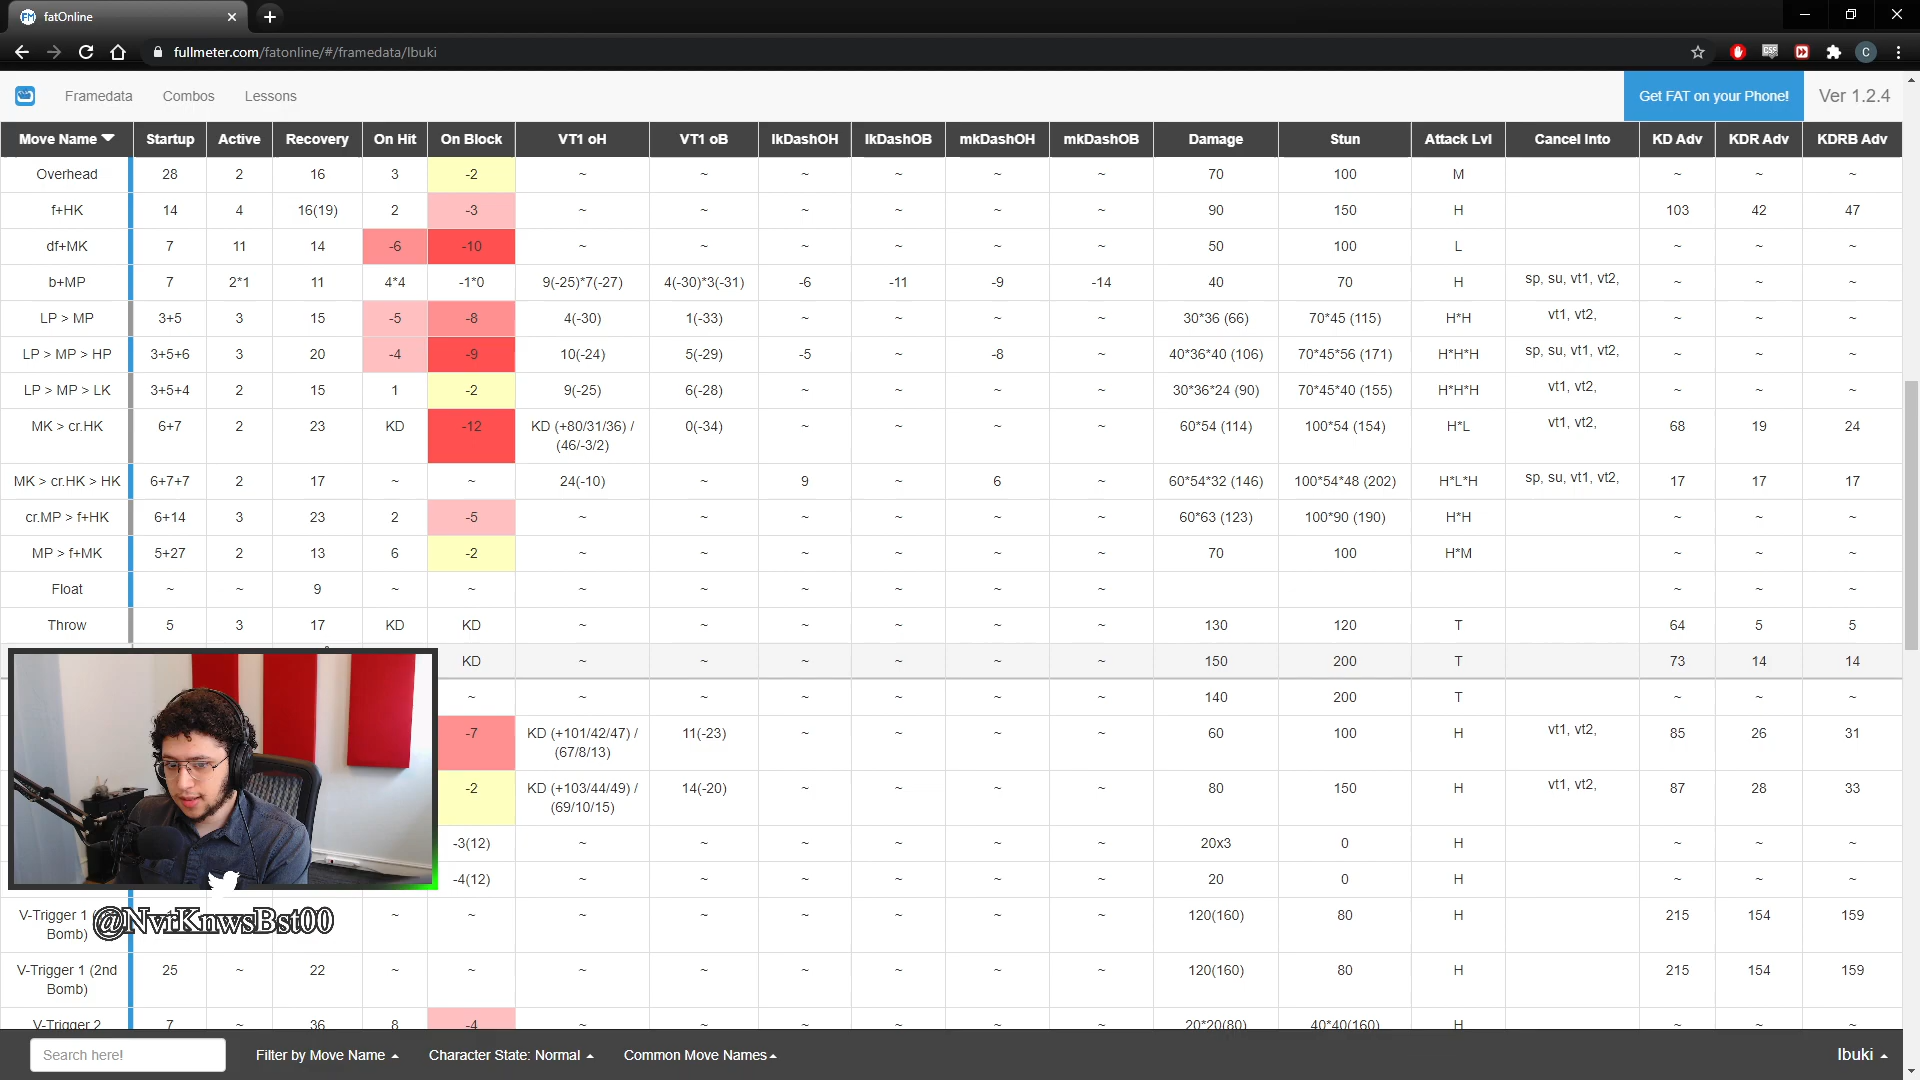 fatOnline
fullmeter.com/fatonline/#/framedata/Ibuki
Framedata Combos Lessons Get FAT on your Phone! Ver 1.2.4
Move Name Startup Active Recovery On Hit On Block VT1 oH VT1 oB lkDashOH lkDashOB mkDashOH mkDashOB Damage Stun Attack Lvl Cancel Into KD Adv KDR Adv KDRB Adv
Overhead 28 2 16 3 -2 ~ ~ ~ ~ ~ ~ 70 100 M ~ ~ ~
f+HK 14 4 16(19) 2 -3 ~ ~ ~ ~ ~ ~ 90 150 H 103 42 47
df+MK 7 11 14 -6 -10 ~ ~ ~ ~ ~ ~ 50 100 L ~ ~ ~
b+MP 7 2*1 11 4*4 -1*0 9(-25)*7(-27) 4(-30)*3(-31) -6 -11 -9 -14 40 70 H sp, su, vt1, vt2, ~ ~ ~
LP > MP 3+5 3 15 -5 -8 4(-30) 1(-33) ~ ~ ~ ~ 30*36 (66) 70*45 (115) H*H vt1, vt2, ~ ~ ~
LP > MP > HP 3+5+6 3 20 -4 -9 10(-24) 5(-29) -5 ~ -8 ~ 40*36*40 (106) 70*45*56 (171) H*H*H sp, su, vt1, vt2, ~ ~ ~
LP > MP > LK 3+5+4 2 15 1 -2 9(-25) 6(-28) ~ ~ ~ ~ 30*36*24 (90) 70*45*40 (155) H*H*H vt1, vt2, ~ ~ ~
MK > cr.HK 6+7 2 23 KD -12 KD (+80/31/36) / 0(-34) ~ ~ ~ ~ 60*54 (114) 100*54 (154) H*L vt1, vt2, 68 19 24
(46/-3/2)
MK > cr.HK > HK 6+7+7 2 17 ~ ~ 24(-10) ~ 9 ~ 6 ~ 60*54*32 (146) 100*54*48 (202) H*L*H sp, su, vt1, vt2, 17 17 17
cr.MP > f+HK 6+14 3 23 2 -5 ~ ~ ~ ~ ~ ~ 60*63 (123) 100*90 (190) H*H ~ ~ ~
MP > f+MK 5+27 2 13 6 -2 ~ ~ ~ ~ ~ ~ 70 100 H*M ~ ~ ~
Float ~ ~ 9 ~ ~ ~ ~ ~ ~ ~ ~ ~ ~ ~
Throw 5 3 17 KD KD ~ ~ ~ ~ ~ ~ 130 120 T 64 5 5
KD ~ ~ ~ ~ ~ ~ 150 200 T 73 14 14
~ ~ ~ ~ ~ ~ ~ 140 200 T ~ ~ ~
-7 KD (+101/42/47) / 11(-23) ~ ~ ~ ~ 60 100 H vt1, vt2, 85 26 31
(67/8/13)
-2 KD (+103/44/49) / 14(-20) ~ ~ ~ ~ 80 150 H vt1, vt2, 87 28 33
(69/10/15)
-3(12) ~ ~ ~ ~ ~ ~ 20x3 0 H ~ ~ ~
-4(12) ~ ~ ~ ~ ~ ~ 20 0 H ~ ~ ~
V-Trigger 1 ~ ~ ~ ~ ~ ~ ~ ~ 120(160) 80 H 215 154 159
Bomb) @NvrKnwsBst00
V-Trigger 1 (2nd 25 ~ 22 ~ ~ ~ ~ ~ ~ ~ ~ 120(160) 80 H 215 154 159
Bomb)
V-Trigger 2 7 ~ 36 8 -4 ~ ~ ~ ~ ~ ~ 20*20(80) 40*40(160) H ~ ~ ~
Search here! Filter by Move Name Character State: Normal Common Move Names Ibuki